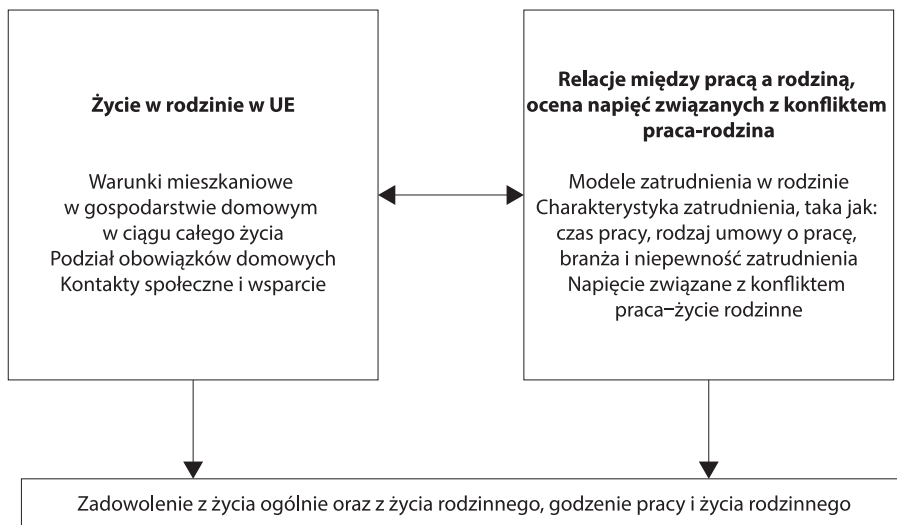 Życie w rodzinie w UE
Warunki mieszkaniowe
w gospodarstwie domowym
w ciągu całego życia
Podział obowiązków domowych
Kontakty społeczne i wsparcie
Relacje między pracą a rodziną,
ocena napięć związanych z konfliktem
praca-rodzina
Modele zatrudnienia w rodzinie
Charakterystyka zatrudnienia, taka jak:
czas pracy, rodzaj umowy o pracę,
branża i niepewność zatrudnienia
Napięcie związane z konfliktem
praca–życie rodzinne
Zadowolenie z życia ogólnie oraz z życia rodzinnego, godzenie pracy i życia rodzinnego